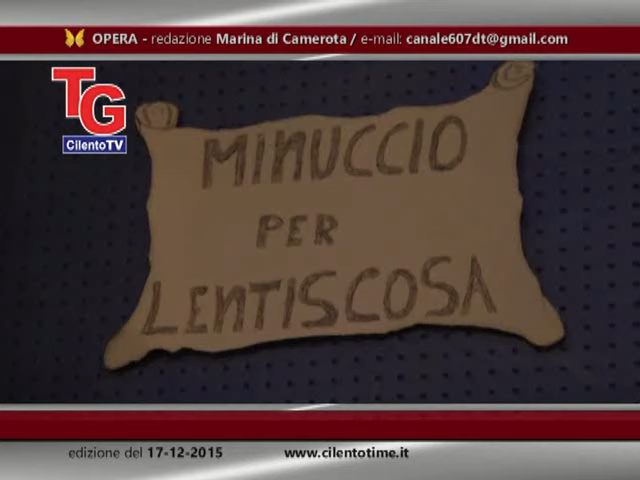 OPERA - redazione Marina di Camerota / e-mail: canale607dt@gmail.com
TG
CilentoTV
MINUCCIO
PER
LENTISCOSA
edizione del 17-12-2015 www.cilentotime.it